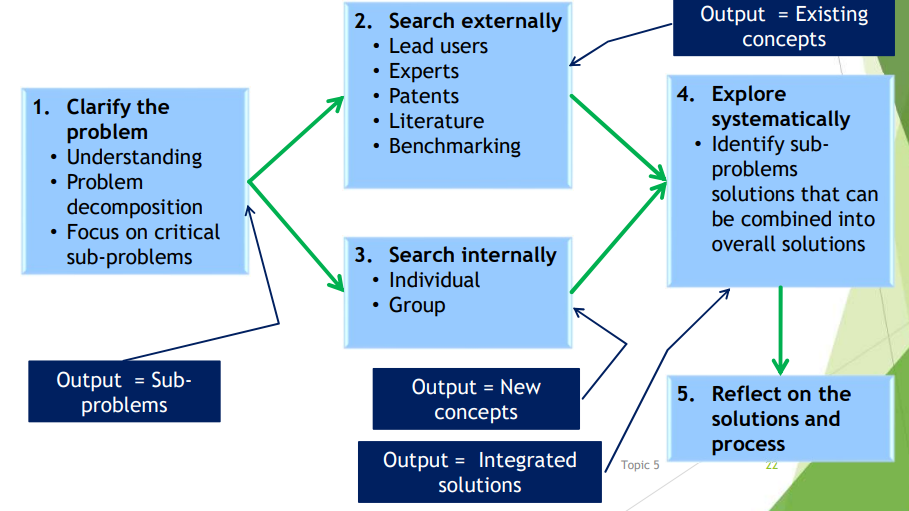 1. Clarify the
problem
• Understanding
• Problem
decomposition
• Focus on critical
sub-problems
Output = Sub-
problems
2. Search externally
• Lead users
• Experts
• Patents
• Literature
• Benchmarking
Output = Existing
concepts
3. Search internally
• Individual
• Group
Output = New
concepts
4. Explore
systematically
• Identify sub-
problems
solutions that can
be combined into
overall solutions
Output = Integrated
solutions
5. Reflect on the
solutions and
process
Topic 5
22